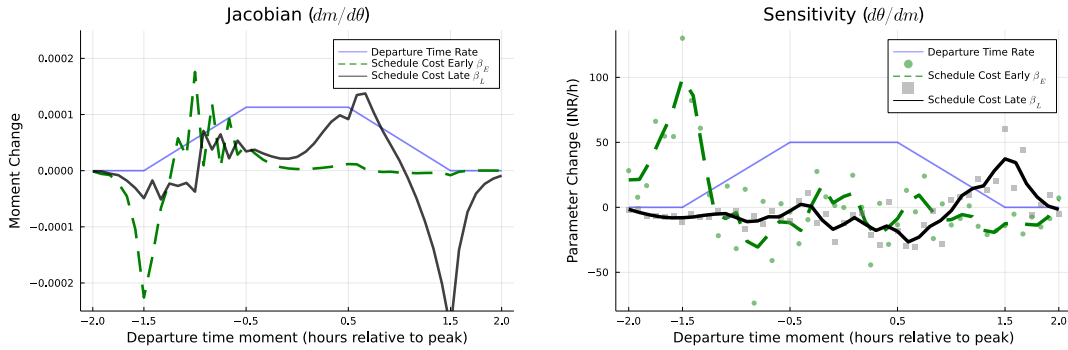 Jacobian (dm/dθ)
Moment Change
0.0002
0.0001
0.0000
−0.0001
−0.0002
Departure Time Rate
Schedule Cost Early β_E
Schedule Cost Late β_L
−2.0
−1.5
−0.5
0.5
1.5
2.0
Departure time moment (hours relative to peak)
Sensitivity (dθ/dm)
Parameter Change (INR/h)
100
50
0
−50
Departure Time Rate
Schedule Cost Early β_E
Schedule Cost Late β_L
−2.0
−1.5
−0.5
0.5
1.5
2.0
Departure time moment (hours relative to peak)